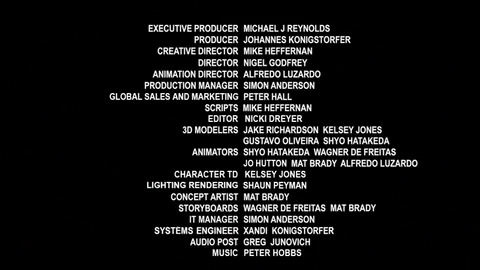 EXECUTIVE PRODUCER MICHAEL J REYNOLDS
PRODUCER JOHANNES KONIGSTORFER
CREATIVE DIRECTOR MIKE HEFFERNAN
DIRECTOR NIGEL GODFREY
ANIMATION DIRECTOR ALFREDO LUZARDO
PRODUCTION MANAGER SIMON ANDERSON
GLOBAL SALES AND MARKETING PETER HALL
SCRIPTS MIKE HEFFERNAN
EDITOR NICKI DREYER
3D MODELERS JAKE RICHARDSON KELSEY JONES
GUSTAVO OLIVEIRA SHYO HATAKEDA
ANIMATORS SHYO HATAKEDA WAGNER DE FREITAS
JO HUTTON MAT BRADY ALFREDO LUZARDO
CHARACTER TD KELSEY JONES
LIGHTING RENDERING SHAUN PEYMAN
CONCEPT ARTIST MAT BRADY
STORYBOARDS WAGNER DE FREITAS MAT BRADY
IT MANAGER SIMON ANDERSON
SYSTEMS ENGINEER XANDI KONIGSTORFER
AUDIO POST GREG JUNOVICH
MUSIC PETER HOBBS